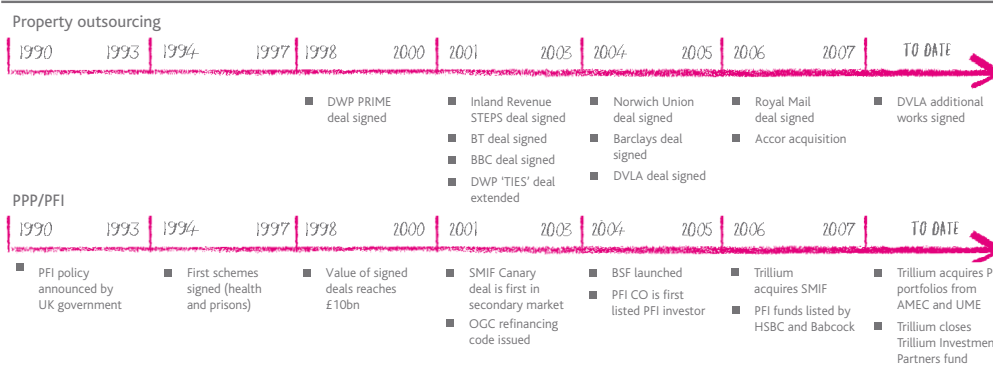 Property outsourcing
1990 1993 1994 1997 1998 2000 2001 2003 2004 2005 2006 2007 TO DATE
DWP PRIME
deal signed
Inland Revenue
STEPS deal signed
BT deal signed
BBC deal signed
DWP ‘TIES’ deal
extended
Norwich Union
deal signed
Barclays deal
signed
DVLA deal signed
Royal Mail
deal signed
Accor acquisition
DVLA additional
works signed
PPP/PFI
1990 1993 1994 1997 1998 2000 2001 2003 2004 2005 2006 2007 TO DATE
PFI policy
announced by
UK government
First schemes
signed (health
and prisons)
Value of signed
deals reaches
£10bn
SMIF Canary
deal is first in
secondary market
OGC refinancing
code issued
BSF launched
PFI CO is first
listed PFI investor
Trillium
acquires SMIF
PFI funds listed by
HSBC and Babcock
Trillium acquires P
portfolios from
AMEC and UME
Trillium closes
Trillium Investmen
Partners fund